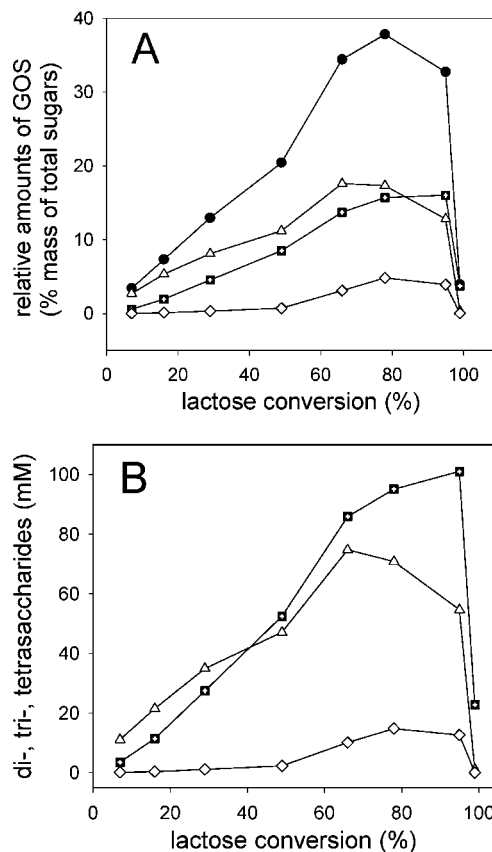 A
relative amounts of GOS
(% mass of total sugars)
40
30
20
10
0
0 20 40 60 80 100
lactose conversion (%)
B
di-, tri-, tetrasaccharides (mM)
100
80
60
40
20
0
0 20 40 60 80 100
lactose conversion (%)